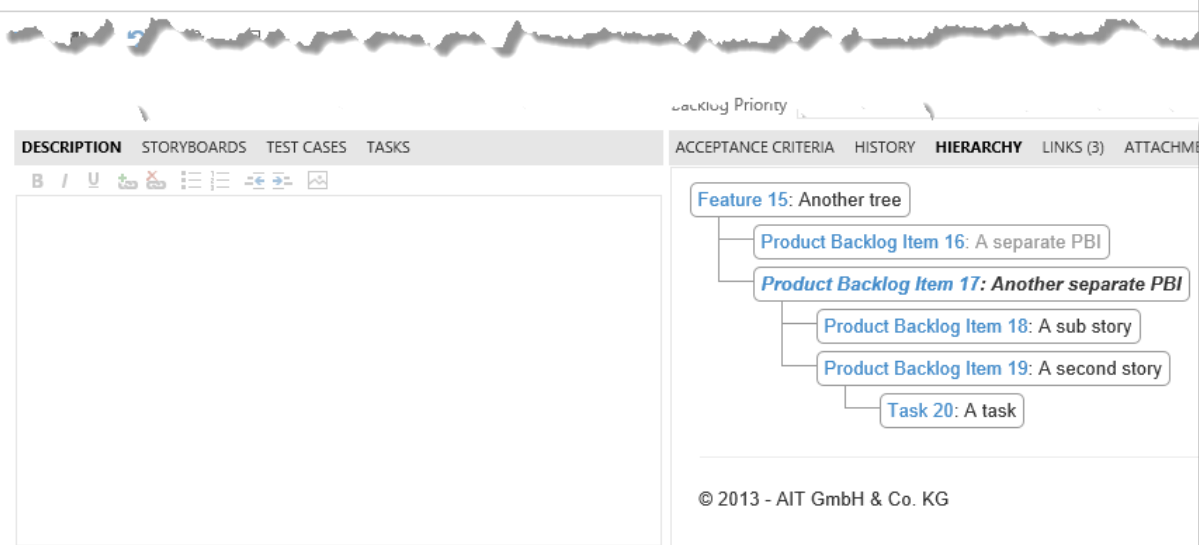 Backlog Priority
DESCRIPTION STORYBOARDS TEST CASES TASKS
ACCEPTANCE CRITERIA HISTORY HIERARCHY LINKS (3) ATTACHME
B I U
Feature 15: Another tree
Product Backlog Item 16: A separate PBI
Product Backlog Item 17: Another separate PBI
Product Backlog Item 18: A sub story
Product Backlog Item 19: A second story
Task 20: A task
© 2013 - AIT GmbH & Co. KG